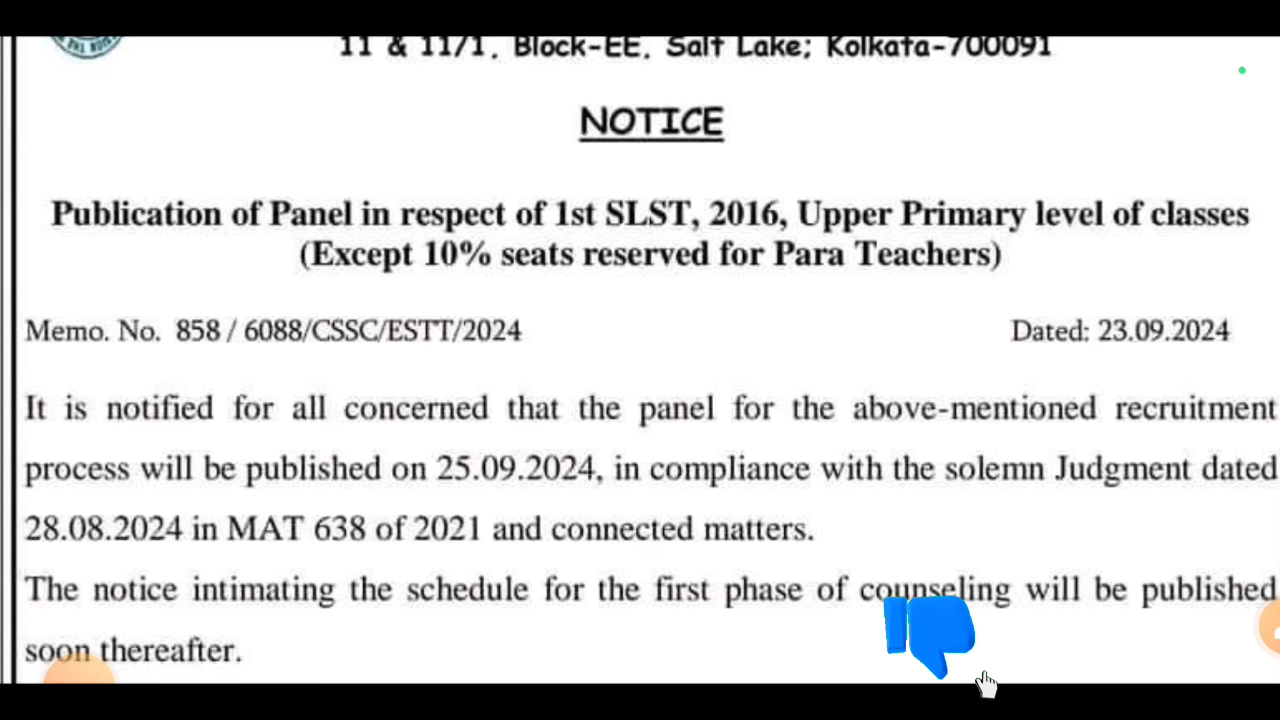 11 & 11/1, Block-EE, Salt Lake; Kolkata-700091
NOTICE
Publication of Panel in respect of 1st SLST, 2016, Upper Primary level of classes
(Except 10% seats reserved for Para Teachers)
Memo. No. 858 / 6088/CSSC/ESTT/2024 Dated: 23.09.2024
It is notified for all concerned that the panel for the above-mentioned recruitment
process will be published on 25.09.2024, in compliance with the solemn Judgment dated
28.08.2024 in MAT 638 of 2021 and connected matters.
The notice intimating the schedule for the first phase of counseling will be published
soon thereafter.